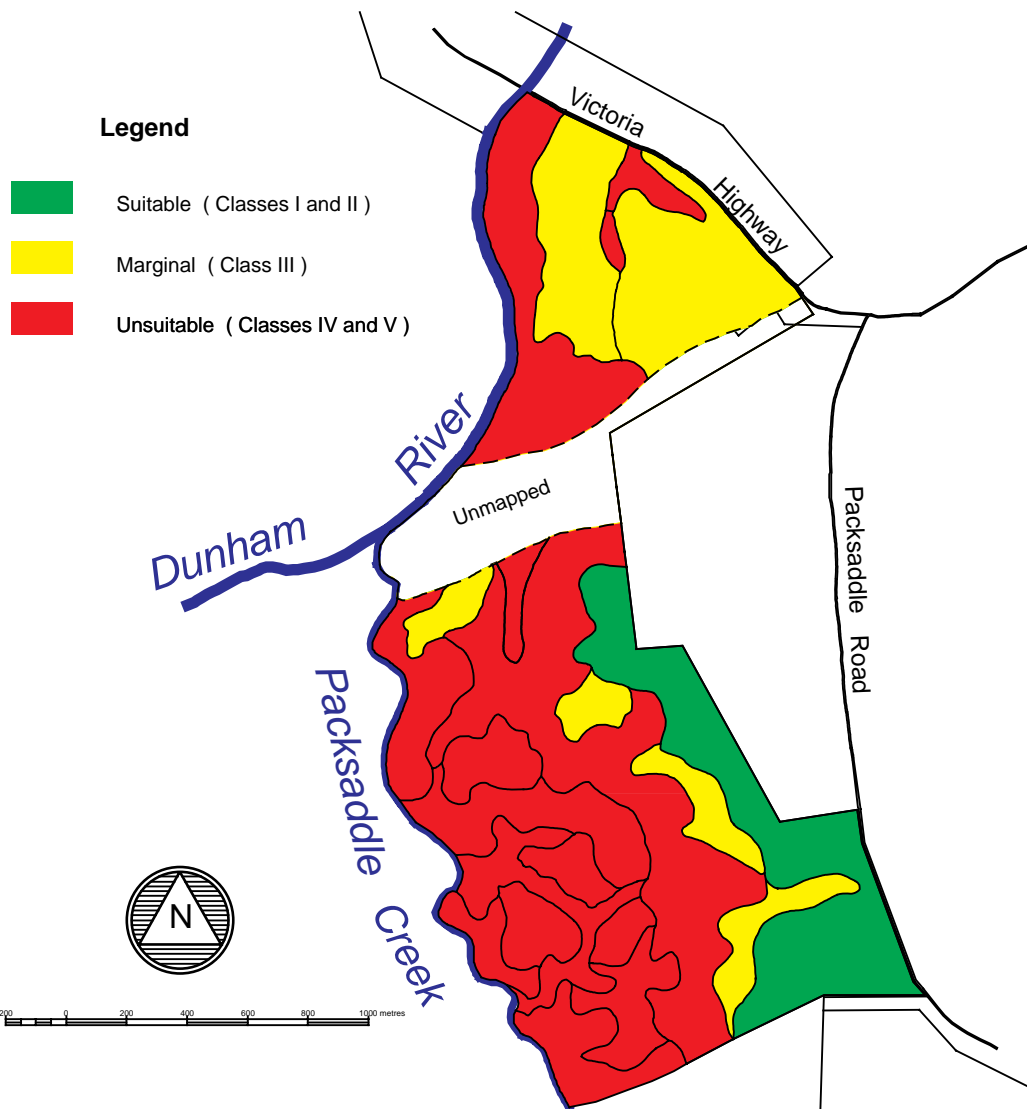 Legend
Suitable ( Classes I and II )
Marginal ( Class III )
Unsuitable ( Classes IV and V )
Victoria
Highway
River
Dunham
Unmapped
Packsaddle Road
Packsaddle
Creek
N
200 0 200 400 600 800 1000 metres